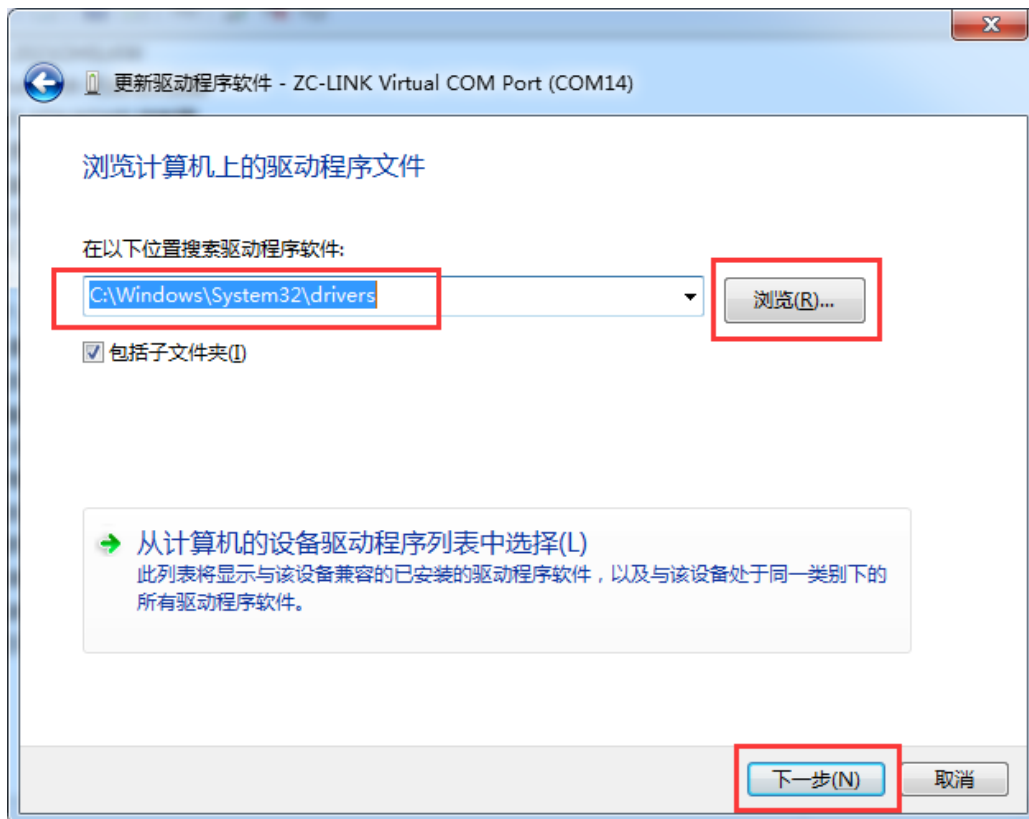 更新驱动程序软件 - ZC-LINK Virtual COM Port (COM14)
浏览计算机上的驱动程序文件
在以下位置搜索驱动程序软件:
C:\Windows\System32\drivers
浏览(R)...
包括子文件夹(I)
从计算机的设备驱动程序列表中选择(L)
此列表将显示与该设备兼容的已安装的驱动程序软件，以及与该设备处于同一类别下的
所有驱动程序软件。
下一步(N)
取消